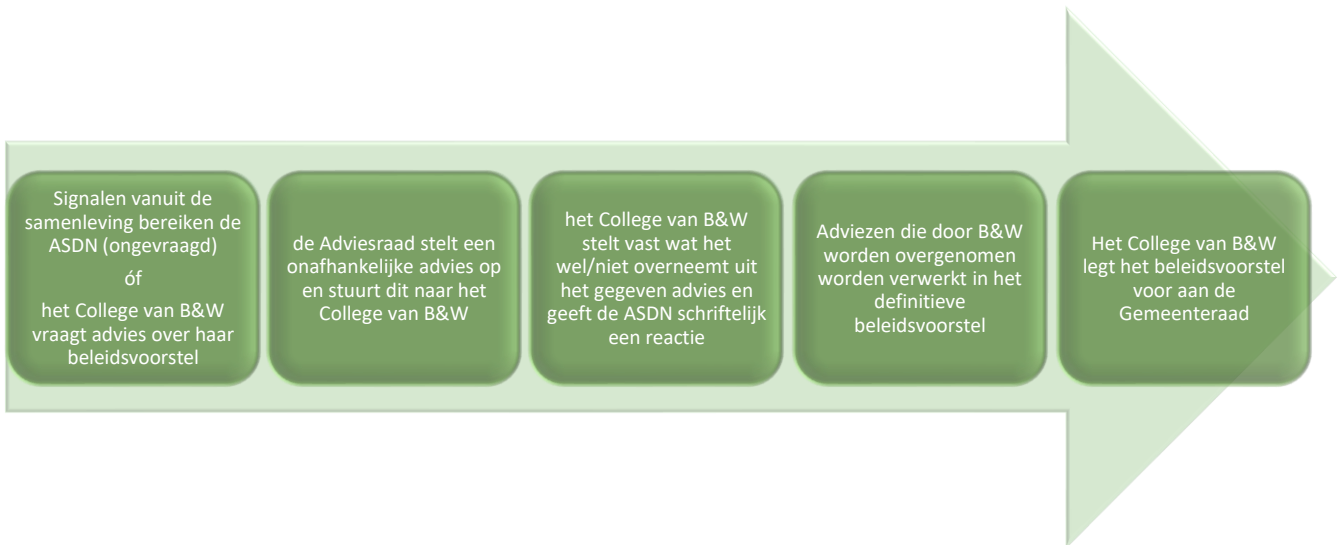 Signalen vanuit de
samenleving bereiken de
ASDN (ongevraagd)
óf
het College van B&W
vraagt advies over haar
beleidsvoorstel
de Adviesraad stelt een
onafhankelijke advies op
en stuurt dit naar het
College van B&W
het College van B&W
stelt vast wat het
wel/niet overneemt uit
het gegeven advies en
geeft de ASDN schriftelijk
een reactie
Adviezen die door B&W
worden overgenomen
worden verwerkt in het
definitieve
beleidsvoorstel
Het College van B&W
legt het beleidsvoorstel
voor aan de
Gemeenteraad